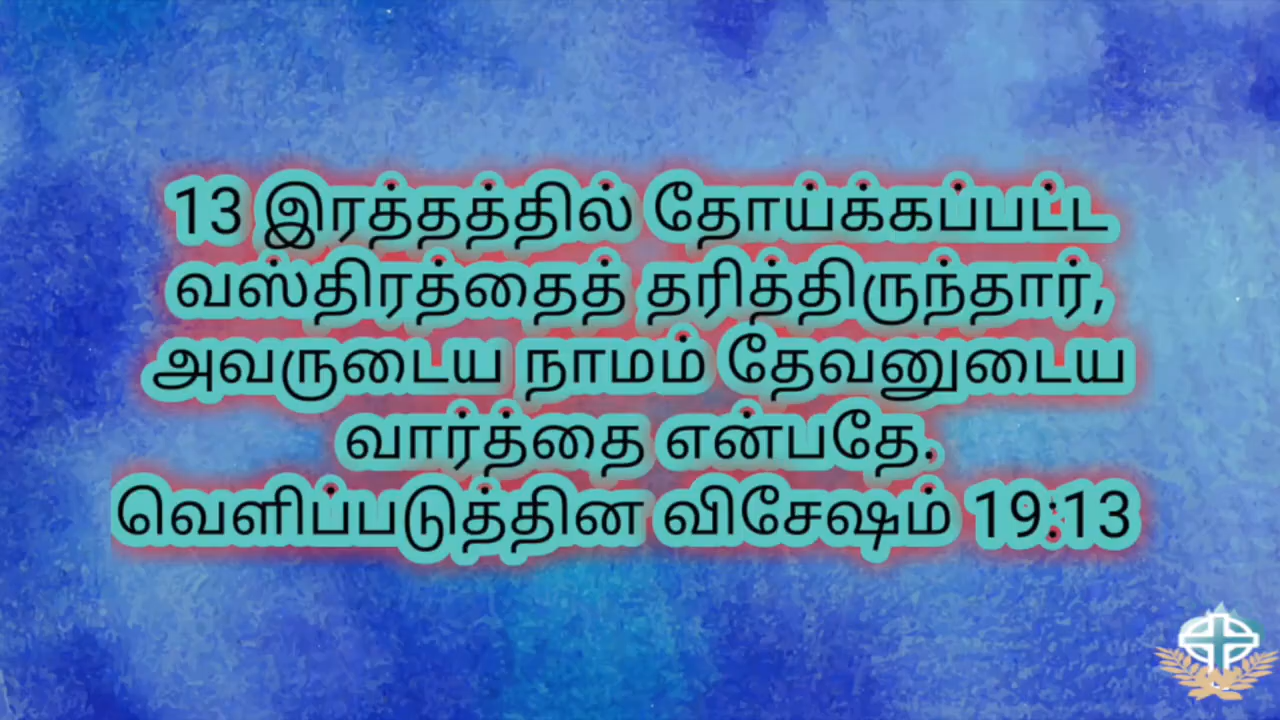 13 இரத்தத்தில் தோய்க்கப்பட்ட
வஸ்திரத்தைத் தரித்திருந்தார்,
அவருடைய நாமம் தேவனுடைய
வார்த்தை என்பதே.
வெளிப்படுத்தின விசேஷம் 19:13